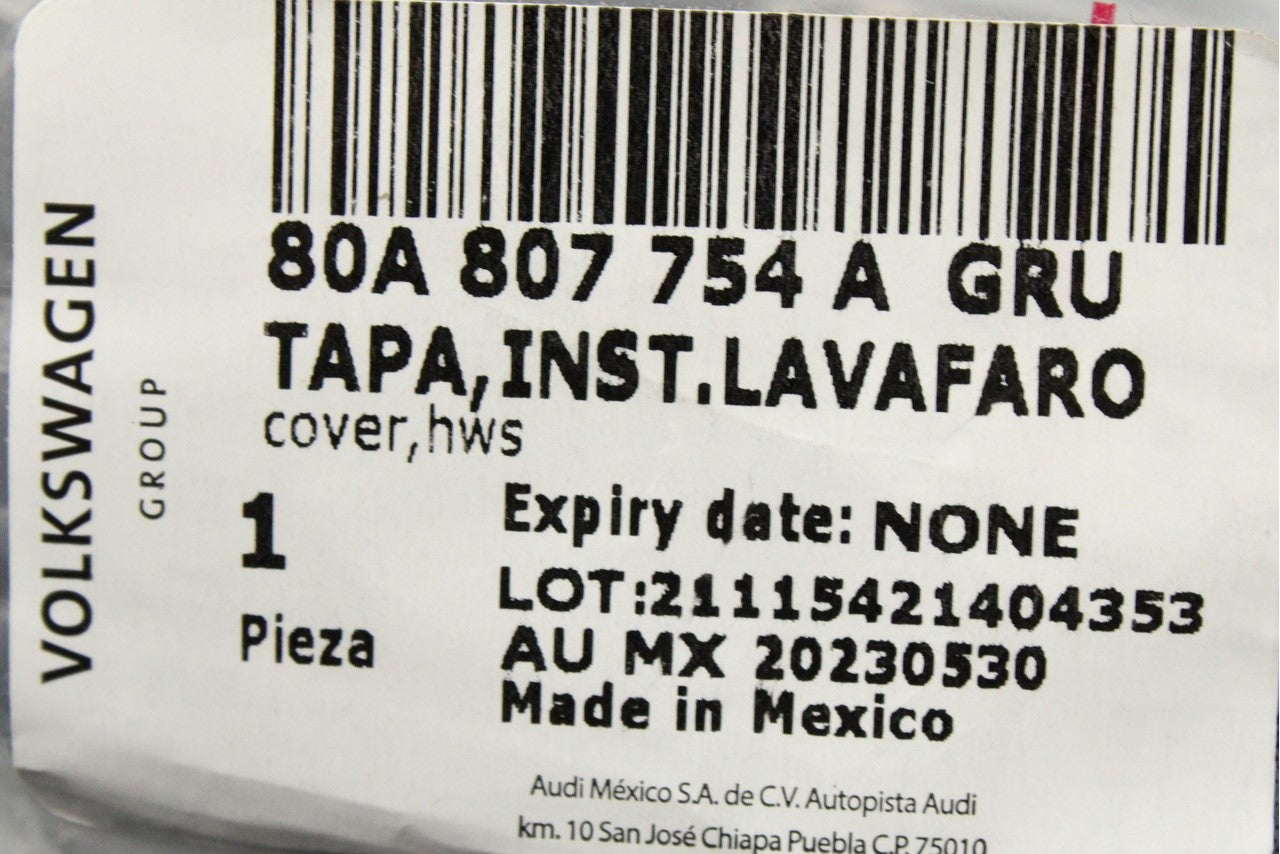 VOLKSWAGEN
GROUP
80A 807 754 A GRU
TAPA,INST.LAVAFARO
cover,hws
1
Pieza
Expiry date: NONE
LOT:21115421404353
AU MX 20230530
Made in Mexico
Audi México S.A. de C.V. Autopista Audi
km. 10 San José Chiapa Puebla C.P. 75010